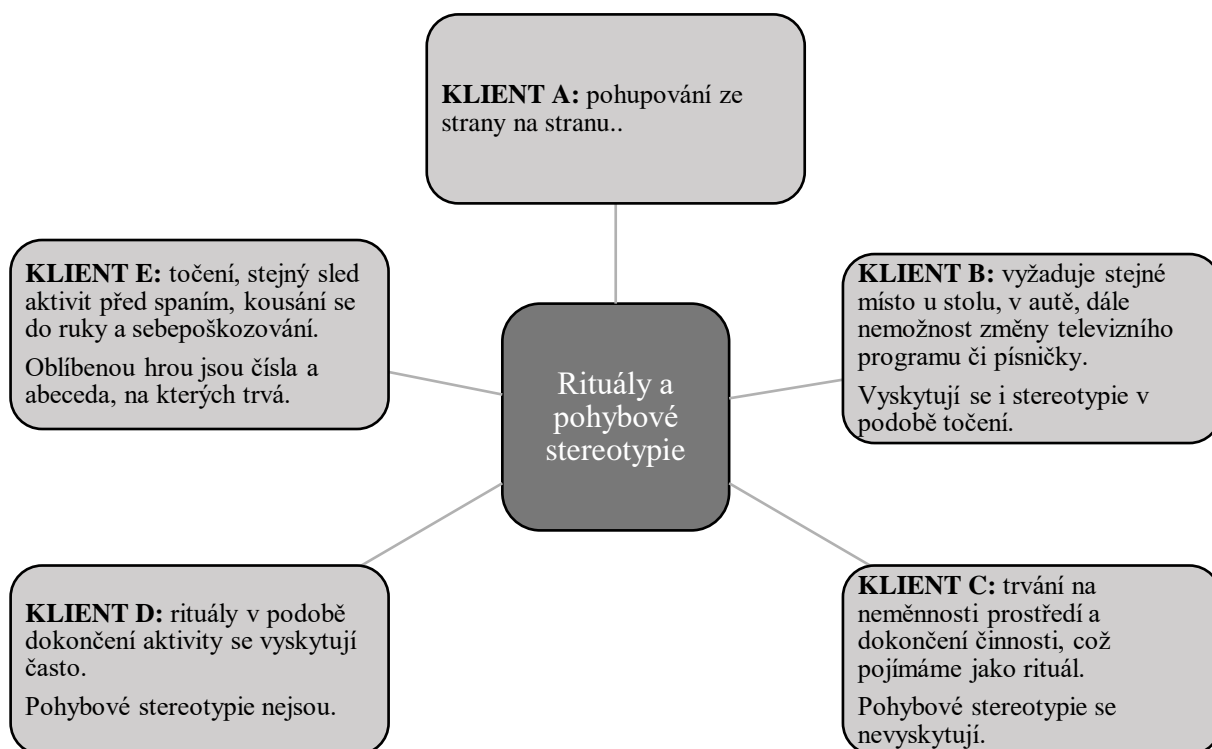 KLIENT A: pohupování ze
strany na stranu..
KLIENT E: točení, stejný sled
aktivit před spaním, kousání se
do ruky a sebepoškozování.
Oblíbenou hrou jsou čísla a
abeceda, na kterých trvá.
KLIENT B: vyžaduje stejné
místo u stolu, v autě, dále
nemožnost změny televizního
programu či písničky.
Vyskytují se i stereotypie v
podobě točení.
Rituály a
pohybové
stereotypie
KLIENT D: rituály v podobě
dokončení aktivity se vyskytují
často.
Pohybové stereotypie nejsou.
KLIENT C: trvání na
neměnnosti prostředí a
dokončení činnosti, což
pojímáme jako rituál.
Pohybové stereotypie se
nevyskytují.